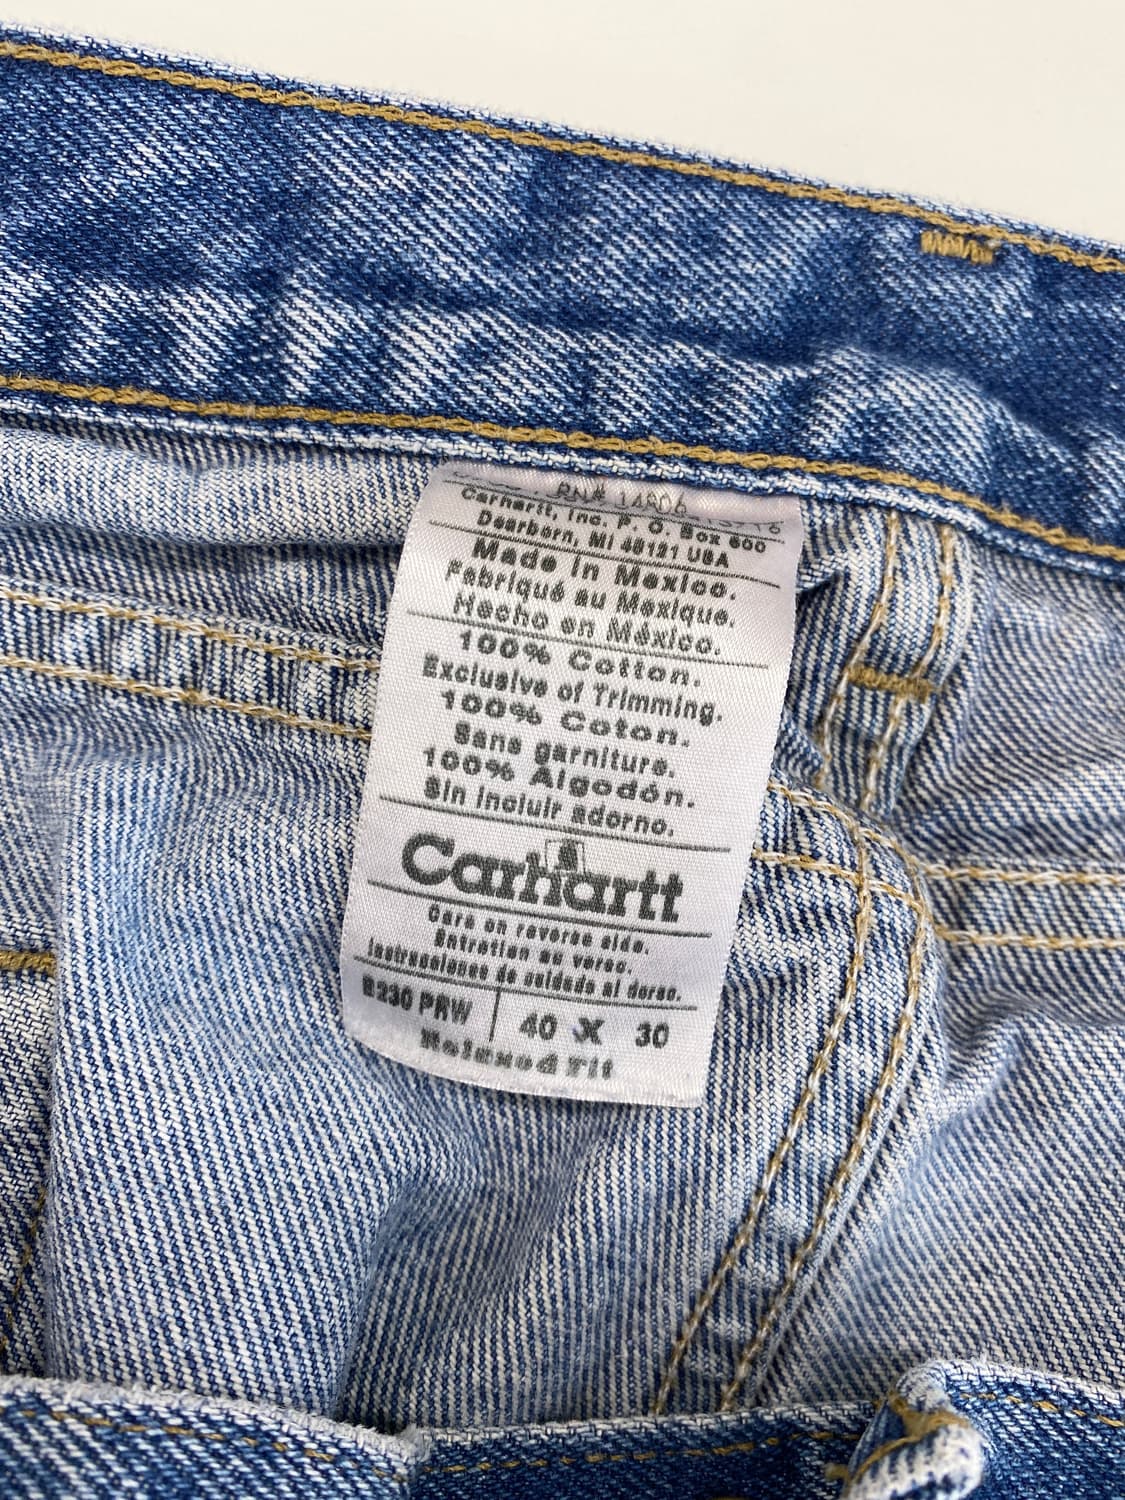 RN# 14806
Carhartt, Inc. P. O. Box 600
Dearborn, MI 48121 USA
Made in Mexico.
Fabriqué au Mexique.
Hecho en México.
100% Cotton.
Exclusive of Trimming.
100% Coton.
Sans garniture.
100% Algodón.
Sin incluir adorno.
Carhartt
Care on reverse side.
Entretien au verso.
Instrucciones de cuidado al dorso.
B230 PRW 40 X 30
Relaxed Fit